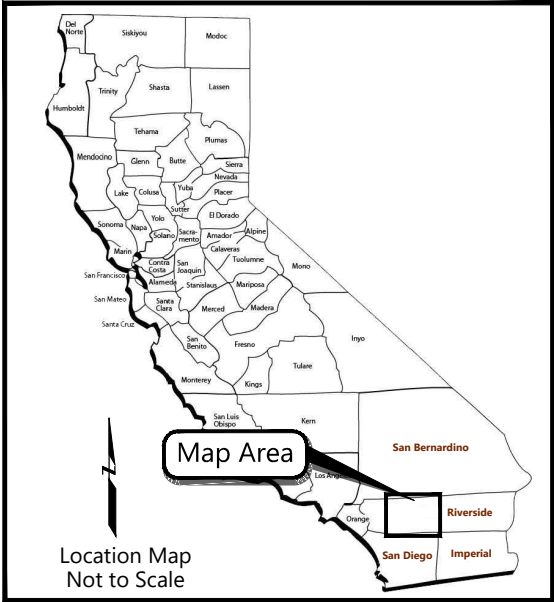 Del
Norte
Siskiyou
Modoc
Humboldt
Trinity
Shasta
Lassen
Tehama
Plumas
Mendocino
Glenn
Butte
Sierra
Nevada
Lake
Colusa
Yuba
Placer
Sutter
Sonoma
Napa
Yolo
El Dorado
Solano
Sacra-
mento
Amador
Alpine
Marin
Calaveras
Contra
Costa
San
Joaquin
Tuolumne
Mono
San Francisco
Alameda
Stanislaus
Mariposa
San Mateo
Santa
Clara
Merced
Madera
Santa Cruz
San
Benito
Fresno
Inyo
Tulare
Monterey
Kings
San Luis
Obispo
Kern
Map Area
San Bernardino
Los Ange
Orange
Riverside
San Diego
Imperial
Location Map
Not to Scale